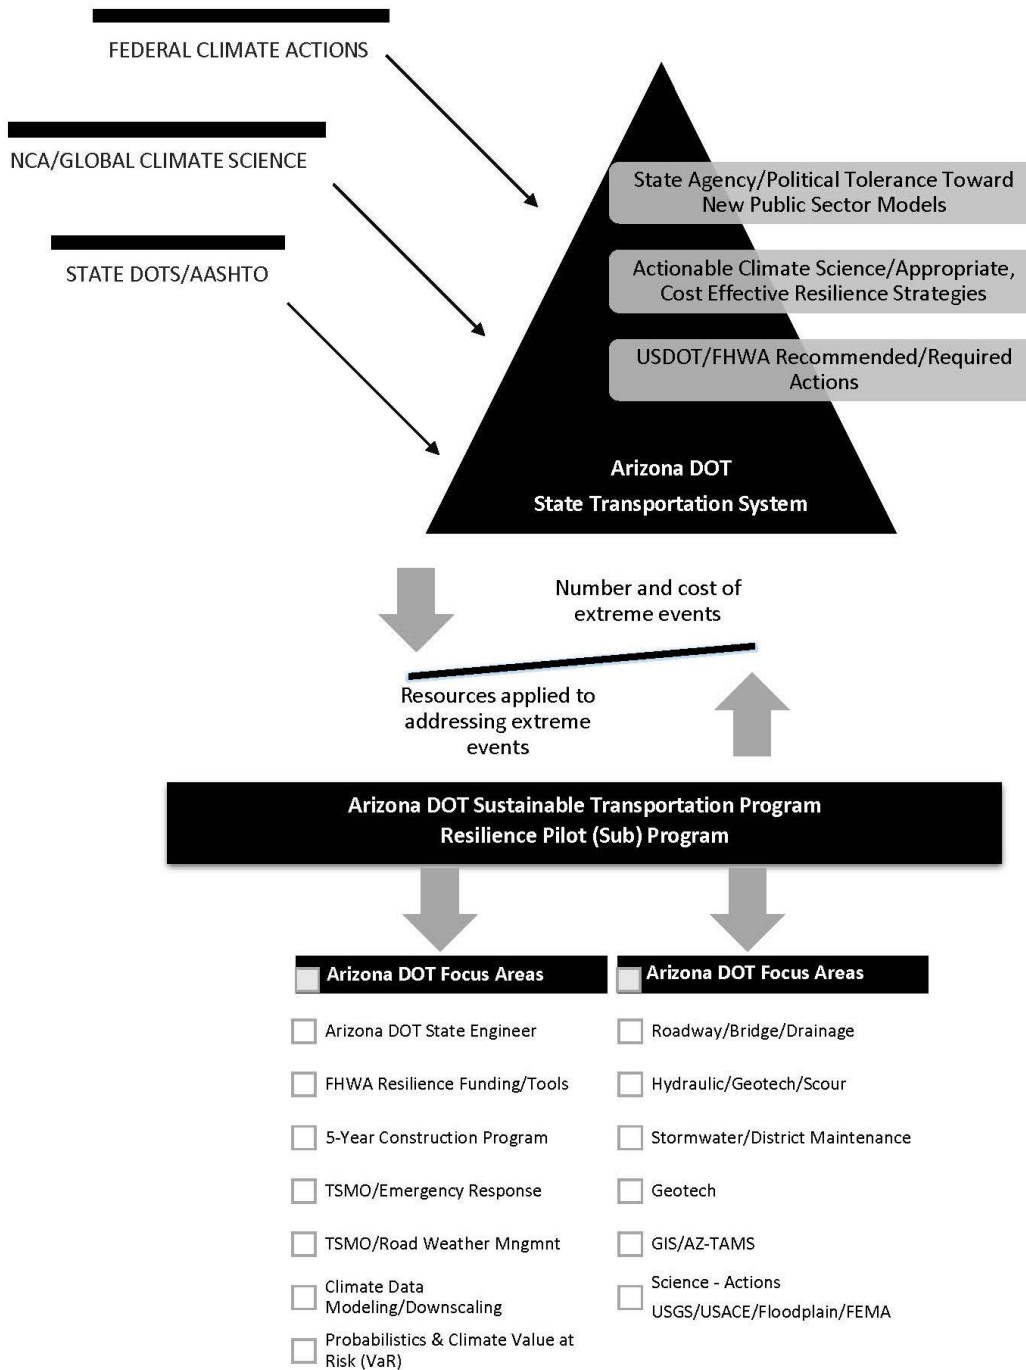 FEDERAL CLIMATE ACTIONS
NCA/GLOBAL CLIMATE SCIENCE
STATE DOTS/AASHTO
State Agency/Political Tolerance Toward
New Public Sector Models
Actionable Climate Science/Appropriate,
Cost Effective Resilience Strategies
USDOT/FHWA Recommended/Required
Actions
Arizona DOT
State Transportation System
Number and cost of
extreme events
Resources applied to
addressing extreme
events
Arizona DOT Sustainable Transportation Program
Resilience Pilot (Sub) Program
Arizona DOT Focus Areas
Arizona DOT State Engineer
FHWA Resilience Funding/Tools
5-Year Construction Program
TSMO/Emergency Response
TSMO/Road Weather Mngmnt
Climate Data
Modeling/Downscaling
Probabilistics & Climate Value at
Risk (VaR)
Arizona DOT Focus Areas
Roadway/Bridge/Drainage
Hydraulic/Geotech/Scour
Stormwater/District Maintenance
Geotech
GIS/AZ-TAMS
Science - Actions
USGS/USACE/Floodplain/FEMA